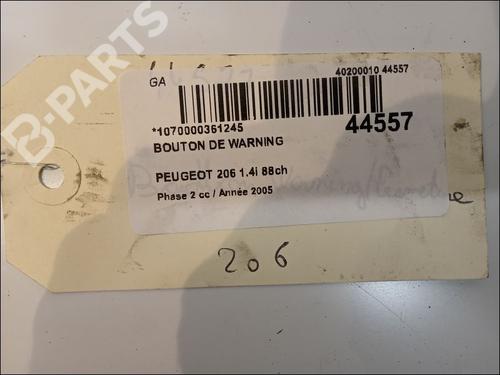 B-PARTS
GA
40200010 44557
*1070000361245
44557
BOUTON DE WARNING
PEUGEOT 206 1.4i 88ch
Phase 2 cc / Année 2005
206